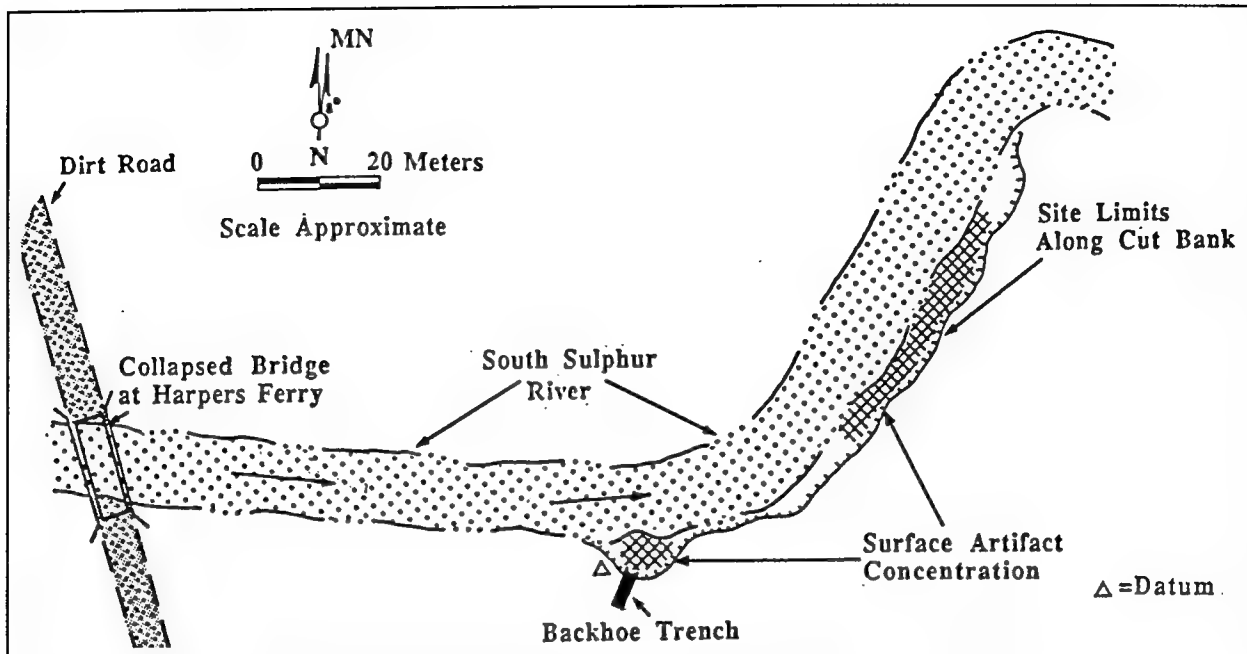 MN
N
0 20 Meters
Scale Approximate
Dirt Road
Site Limits
Along Cut Bank
Collapsed Bridge
at Harpers Ferry
South Sulphur
River
Surface Artifact
Concentration
△=Datum
Backhoe Trench